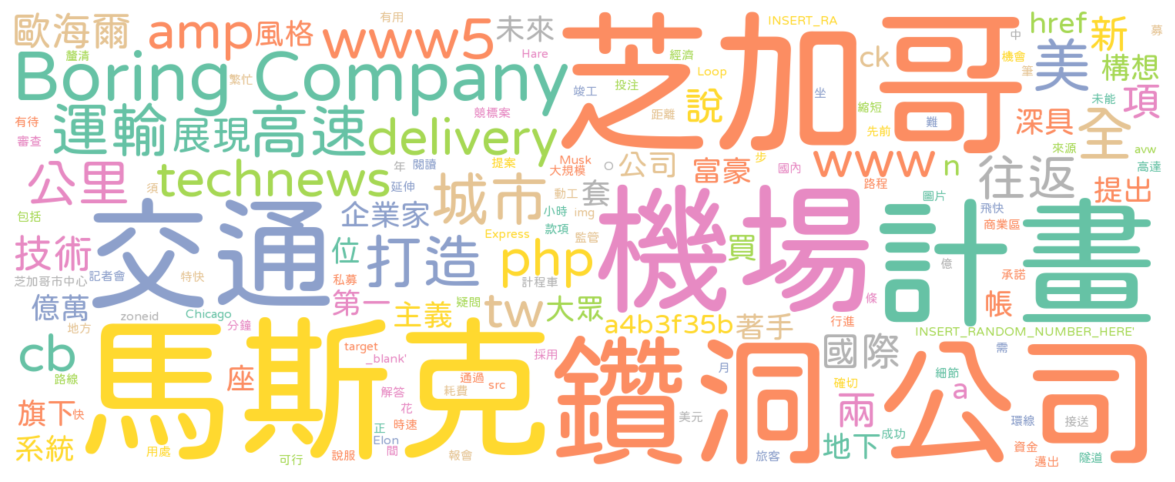 歐海爾 amp 風格 www5 未來 有用 INSERT_RA 中 href 新 募
釐清 Hare 芝加哥 經濟 ck 美 機會 筆 構想
Boring Company 繁忙 竣工 投注 Loop 說 坐 縮短 未能 項
有待 運輸 展現 高速 delivery 競標案 距離 先前 難 深具 全 來源
審查 公里 technews 年 閱讀 提案 Musk 大規模 步 公司 富豪 國內 www n 往返 avw 高速
延伸 城市 動工 套 路程 提出
包括 須 交通 企業家 小時 img 機場 圖片 計畫 飛快
技術 記者會 位 打造 Express 款項 監管 買 商業區
芝加哥市中心 特快 私募 php 計程車 億 承諾
億萬 zoneid Chicago 第一 主義 疑問 tw 大眾 a4b3f35b 著手 條 帳
地方 分鐘 行進 INSERT_RANDOM_NUMBER_HERE'
cb 馬斯克 target _blank' 採用 鑽洞 公司 國際 需
路線 座 解答 通過 src 耗費 月 確切 細節 a
旗下 快 花 時速 美元 兩 環線 接送
系統 用處 正 Elon 間 說服 報會 旅客 地下 成功 資金 隧道
可行 邁出